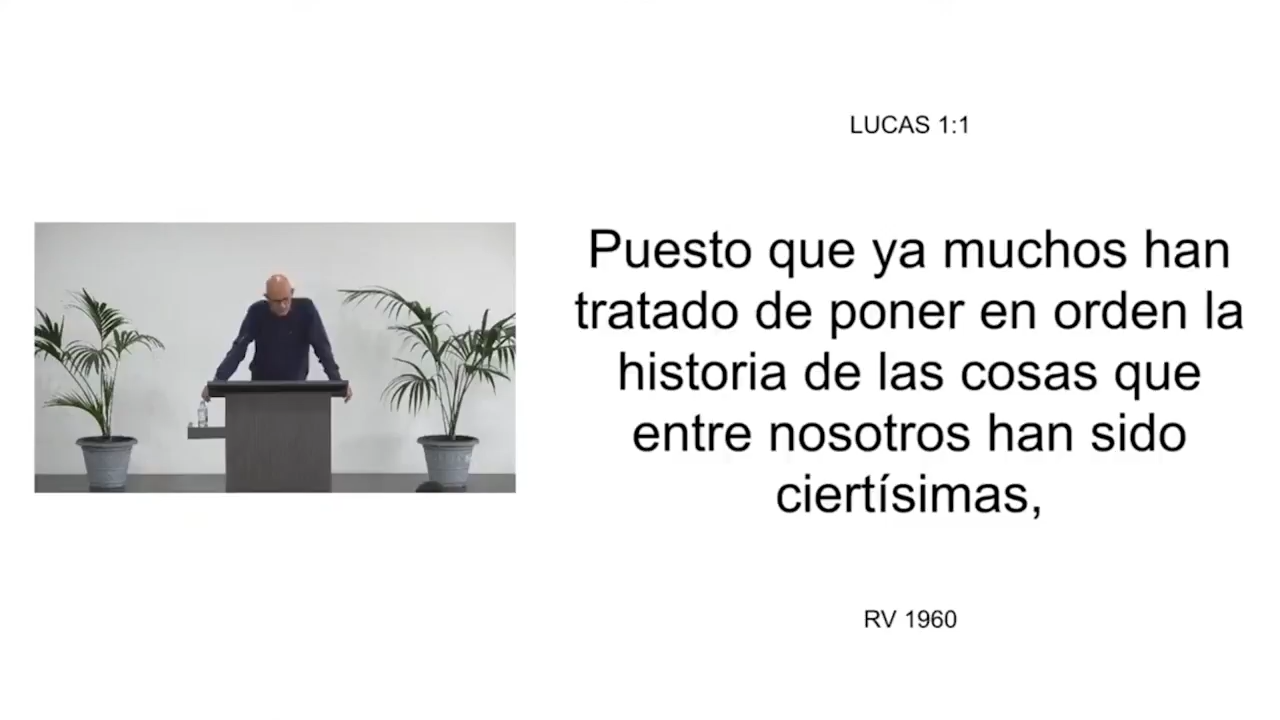 LUCAS 1:1
Puesto que ya muchos han
tratado de poner en orden la
historia de las cosas que
entre nosotros han sido
ciertísimas,
RV 1960